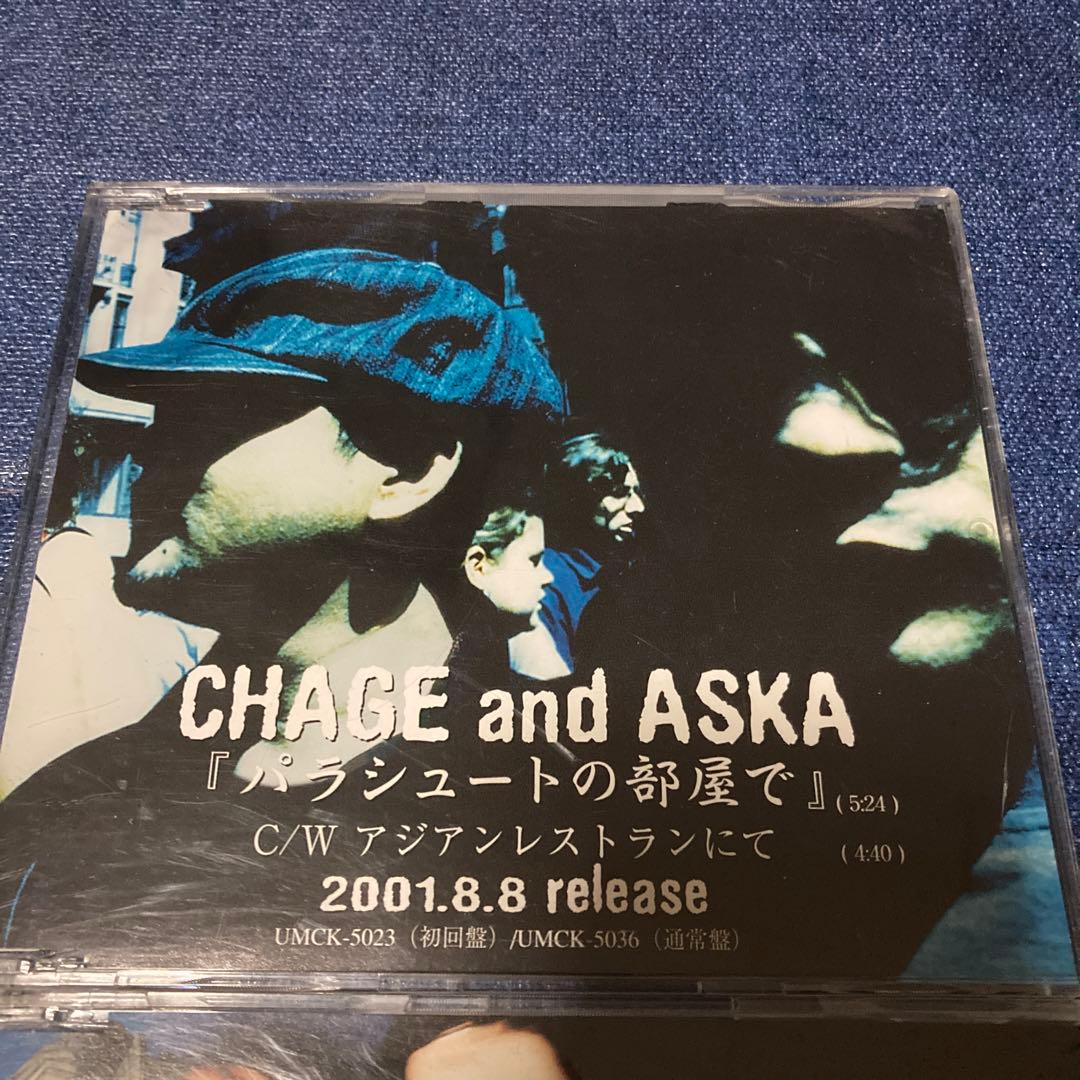 CHAGE and ASKA
『パラシュートの部屋で』(5:24)
C/W アジアンレストランにて (4:40)
2001.8.8 release
UMCK-5023（初回盤）/UMCK-5036（通常盤）